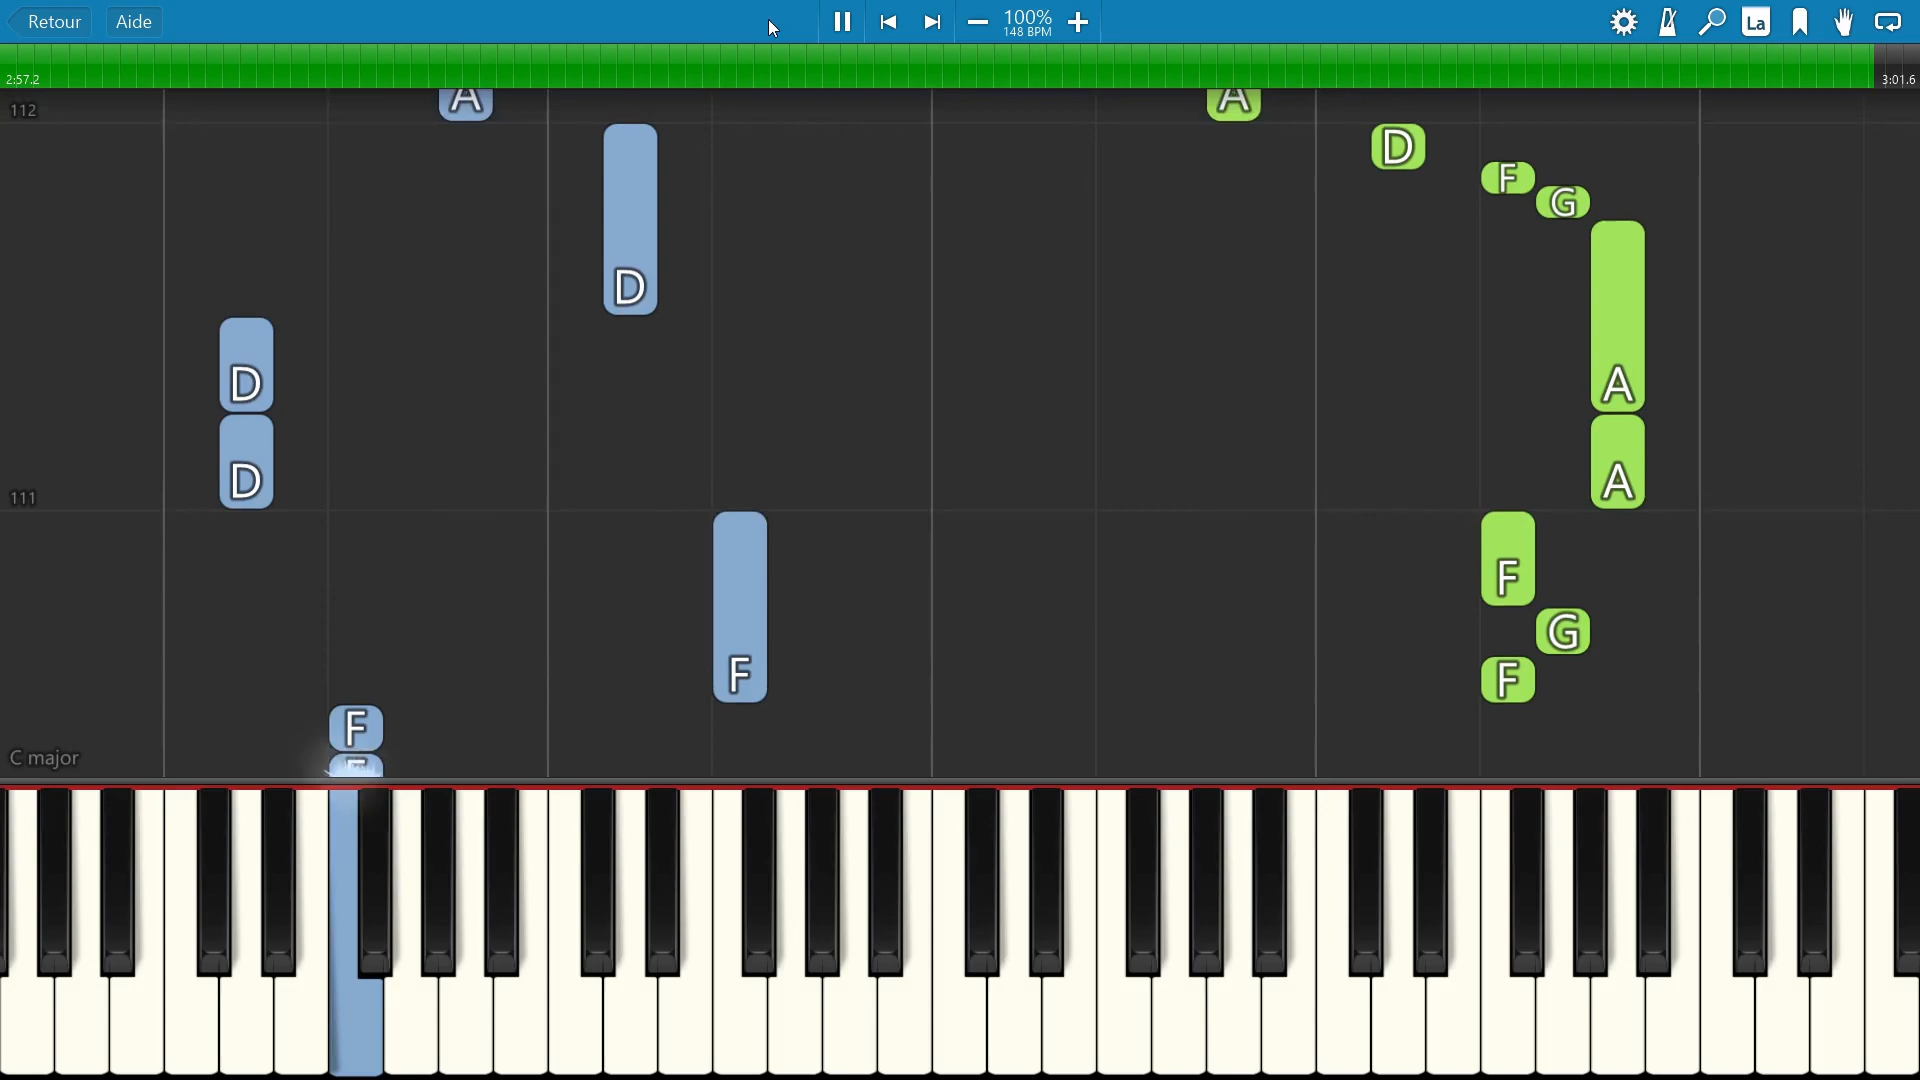 Retour Aide 100% La
148 BPM
2:57.2 3:01.6
112 A A
D
F
G
D
D A
D A
111
F
G
F F
F
C major